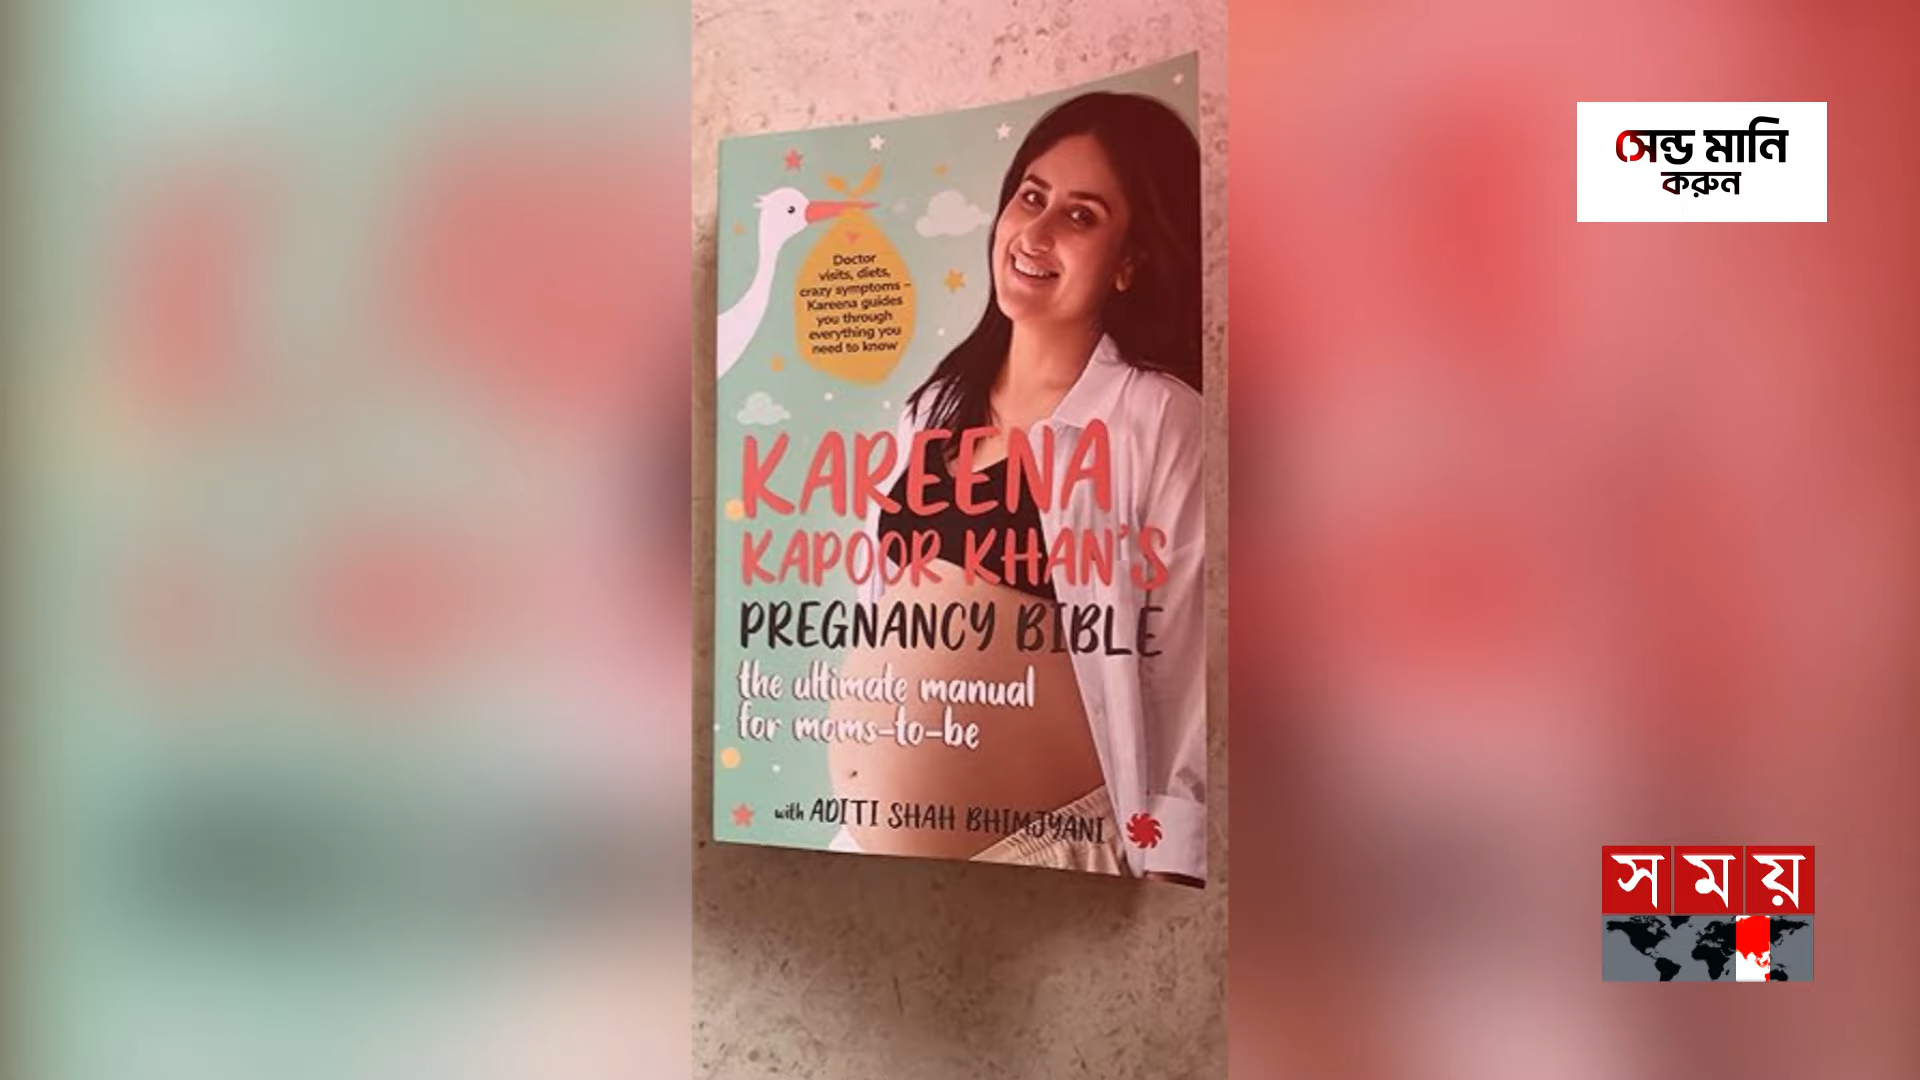 Doctor
visits, diets,
crazy symptoms –
Kareena guides
you through
everything you
need to know
KAREENA
KAPOOR KHAN'S
PREGNANCY BIBLE
the ultimate manual
for moms-to-be
with ADITI SHAH BHIMJYANI
সেন্ড মানি
করুন
সময়